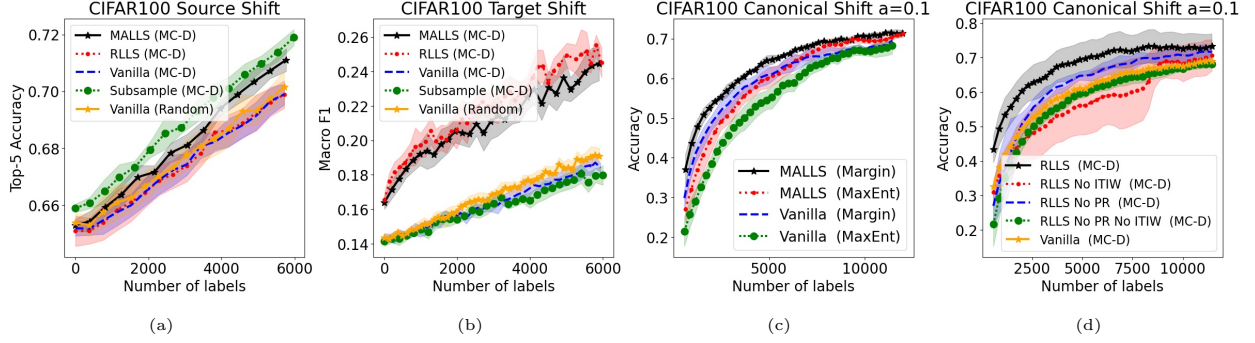 CIFAR100 Source Shift
Top-5 Accuracy
0.72
0.70
0.68
0.66
MALLS (MC-D)
RLLS (MC-D)
Vanilla (MC-D)
Subsample (MC-D)
Vanilla (Random)
0 2000 4000 6000
Number of labels
(a)
CIFAR100 Target Shift
Macro F1
0.26
0.24
0.22
0.20
0.18
0.16
0.14
MALLS (MC-D)
RLLS (MC-D)
Vanilla (MC-D)
Subsample (MC-D)
Vanilla (Random)
0 2000 4000 6000
Number of labels
(b)
CIFAR100 Canonical Shift a=0.1
Accuracy
0.7
0.6
0.5
0.4
0.3
0.2
MALLS (Margin)
MALLS (MaxEnt)
Vanilla (Margin)
Vanilla (MaxEnt)
5000 10000
Number of labels
(c)
CIFAR100 Canonical Shift a=0.1
Accuracy
0.8
0.7
0.6
0.5
0.4
0.3
0.2
RLLS (MC-D)
RLLS No ITIW (MC-D)
RLLS No PR (MC-D)
RLLS No PR No ITIW (MC-D)
Vanilla (MC-D)
2500 5000 7500 10000
Number of labels
(d)